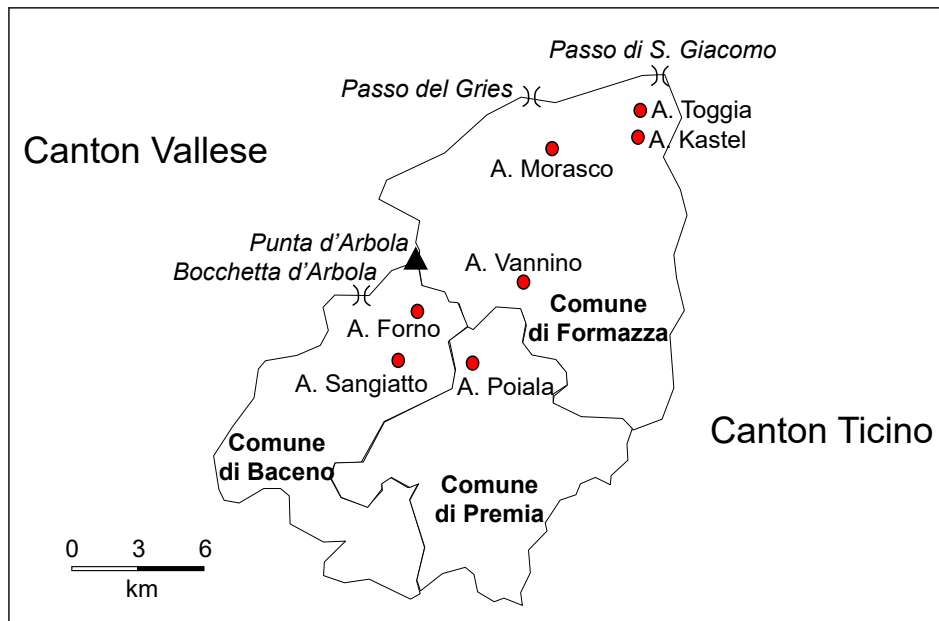 Passo di S. Giacomo
Passo del Gries
A. Toggia
A. Kastel
Canton Vallese
A. Morasco
Punta d’Arbola
Bocchetta d’Arbola
A. Vannino
Comune
di Formazza
A. Forno
A. Sangiatto
A. Poiala
Canton Ticino
Comune
di Baceno
Comune
di Premia
0 3 6
km